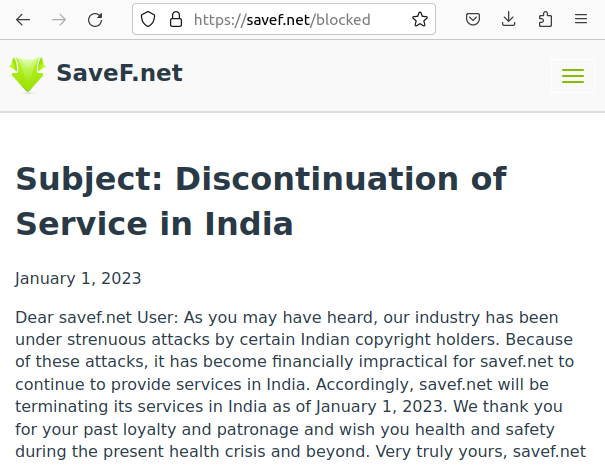 https://savef.net/blocked
SaveF.net
Subject: Discontinuation of
Service in India
January 1, 2023
Dear savef.net User: As you may have heard, our industry has been
under strenuous attacks by certain Indian copyright holders. Because
of these attacks, it has become financially impractical for savef.net to
continue to provide services in India. Accordingly, savef.net will be
terminating its services in India as of January 1, 2023. We thank you
for your past loyalty and patronage and wish you health and safety
during the present health crisis and beyond. Very truly yours, savef.net